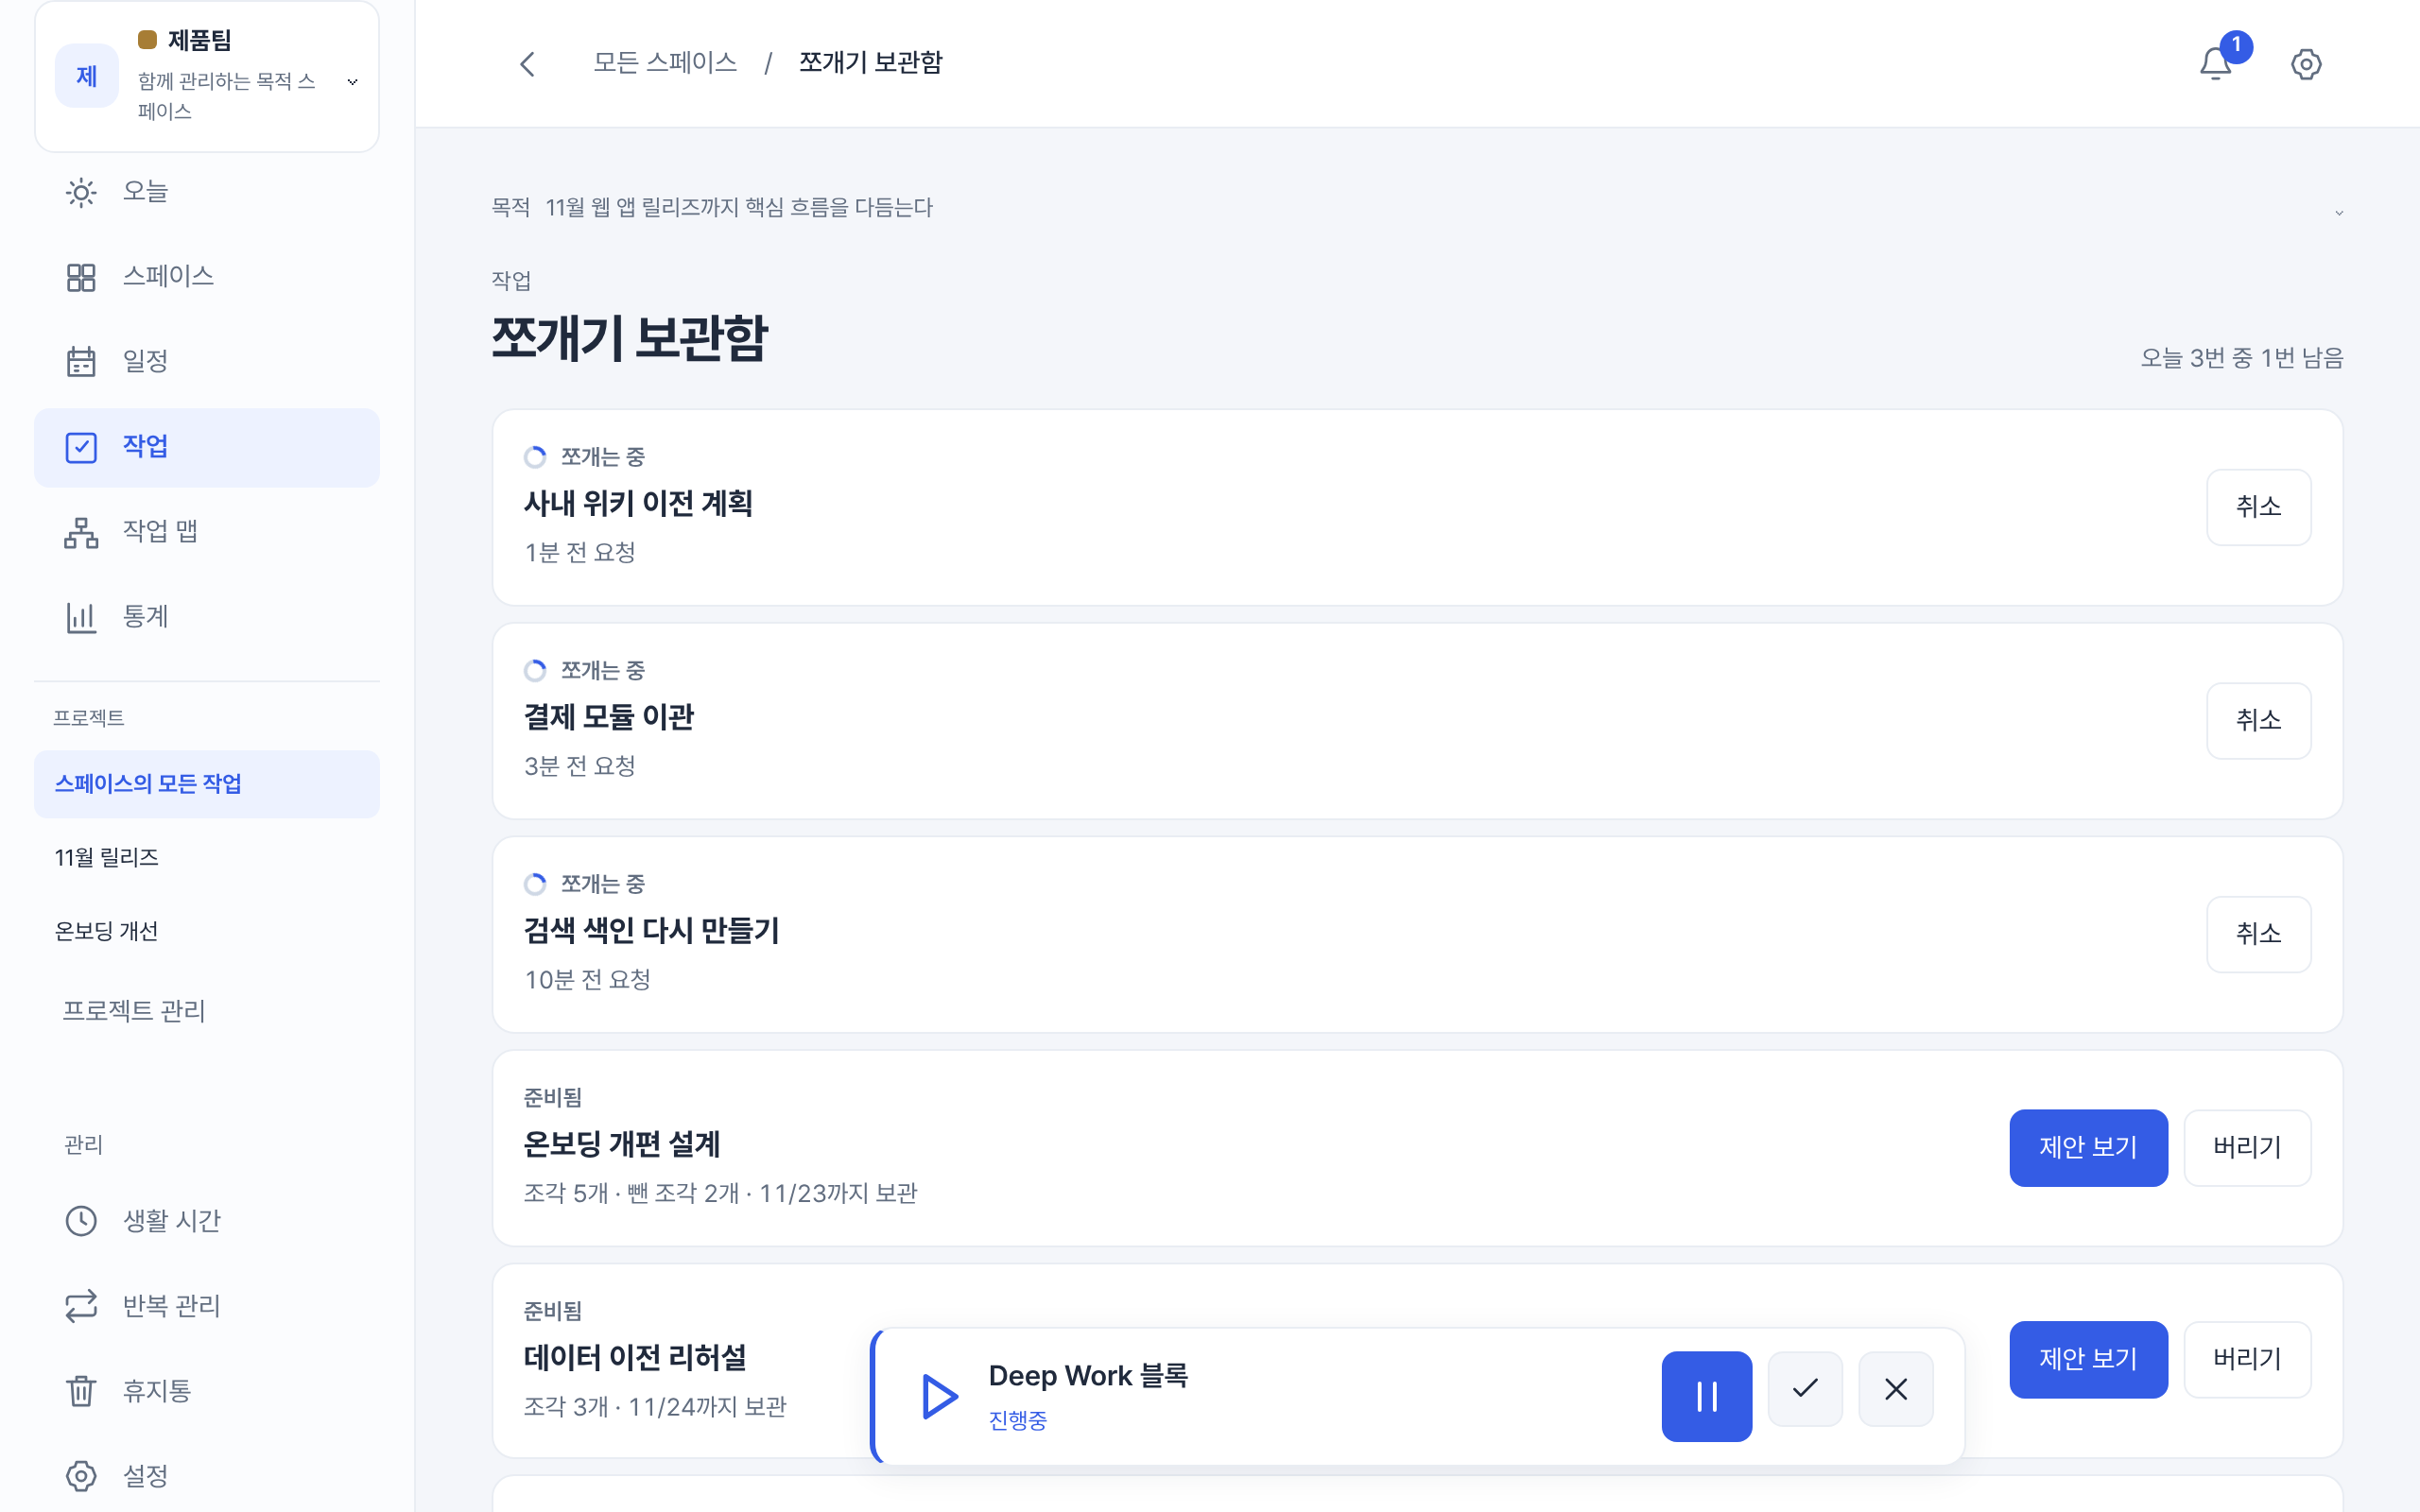 제
제품팀
함께 관리하는 목적 스
페이스
오늘
스페이스
일정
작업
작업 맵
통계
프로젝트
스페이스의 모든 작업
11월 릴리즈
온보딩 개선
프로젝트 관리
관리
생활 시간
반복 관리
휴지통
설정
모든 스페이스 / 쪼개기 보관함
1
목적 11월 웹 앱 릴리즈까지 핵심 흐름을 다듬는다
작업
쪼개기 보관함
오늘 3번 중 1번 남음
쪼개는 중
사내 위키 이전 계획
1분 전 요청
취소
쪼개는 중
결제 모듈 이관
3분 전 요청
취소
쪼개는 중
검색 색인 다시 만들기
10분 전 요청
취소
준비됨
온보딩 개편 설계
조각 5개 · 뺀 조각 2개 · 11/23까지 보관
제안 보기
버리기
준비됨
데이터 이전 리허설
조각 3개 · 11/24까지 보관
제안 보기
버리기
Deep Work 블록
진행중